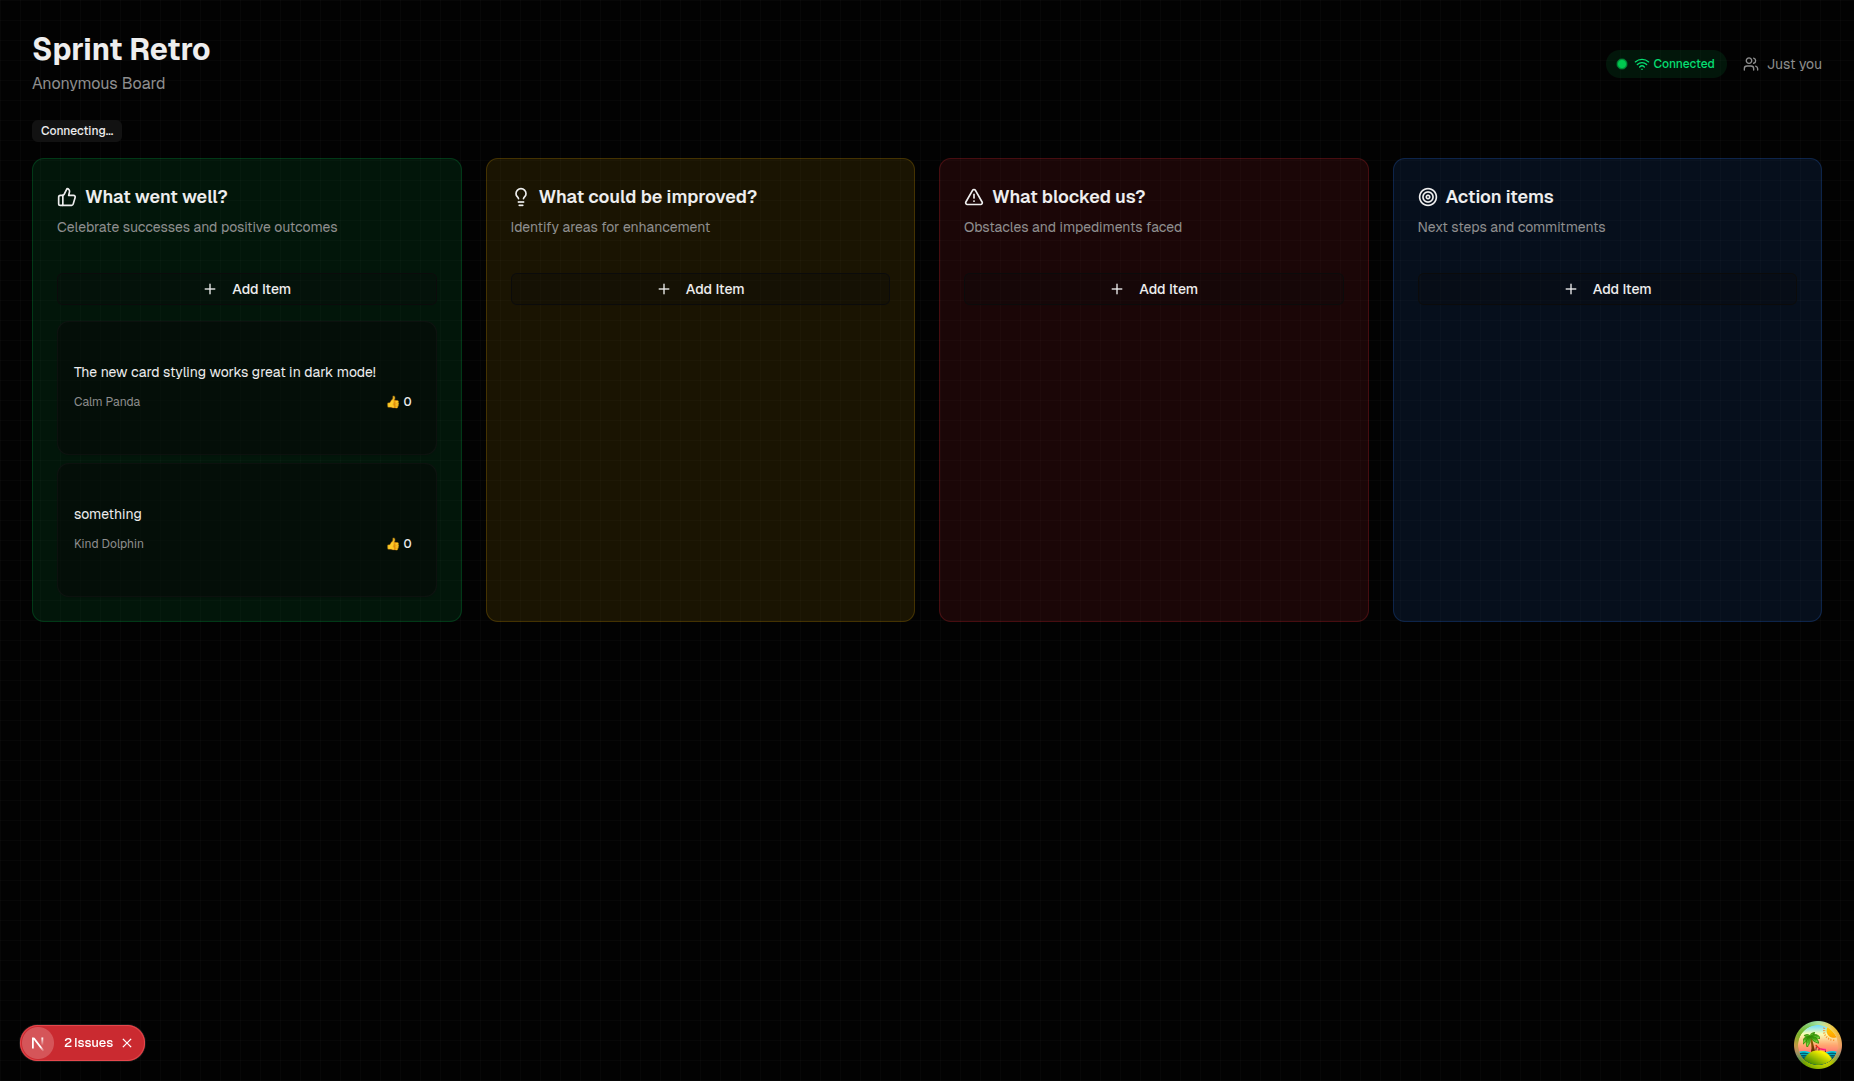 Sprint Retro
Anonymous Board
Connected
Just you
Connecting...
What went well?
Celebrate successes and positive outcomes
Add Item
The new card styling works great in dark mode!
Calm Panda
👍 0
something
Kind Dolphin
👍 0
What could be improved?
Identify areas for enhancement
Add Item
What blocked us?
Obstacles and impediments faced
Add Item
Action items
Next steps and commitments
Add Item
N
2 Issues